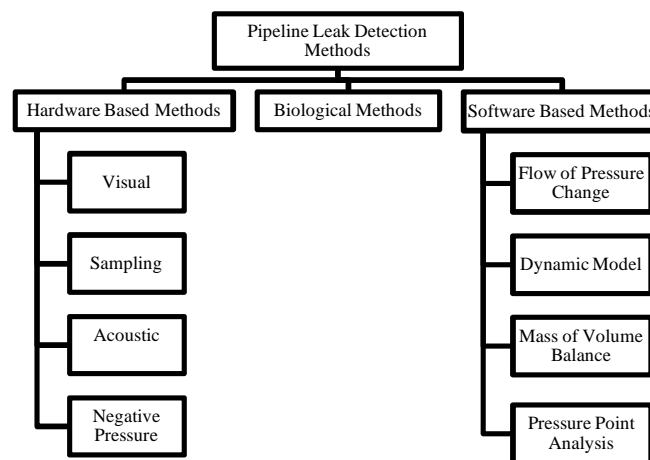 Pipeline Leak Detection
Methods
Hardware Based Methods
Biological Methods
Software Based Methods
Visual
Sampling
Acoustic
Negative
Pressure
Flow of Pressure
Change
Dynamic Model
Mass of Volume
Balance
Pressure Point
Analysis